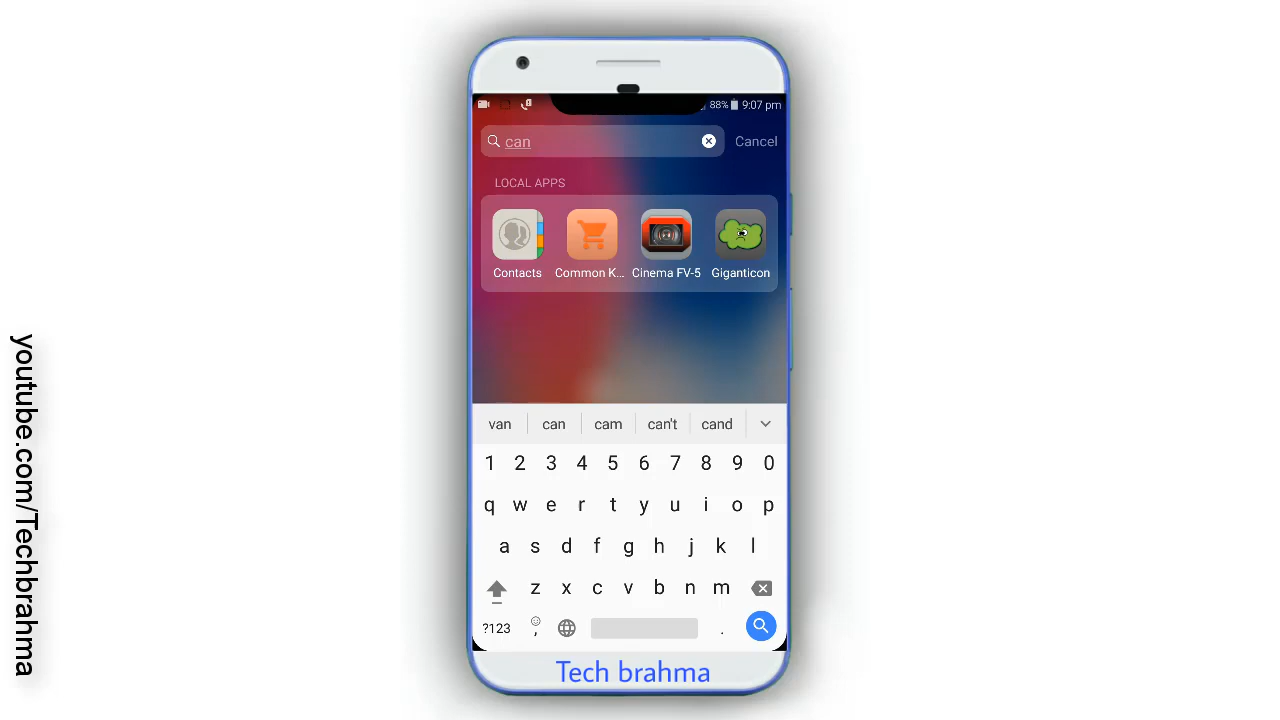 88% 9:07 pm
can Cancel
LOCAL APPS
Contacts Common K... Cinema FV-5 Giganticon
van can cam can't cand
1 2 3 4 5 6 7 8 9 0
q w e r t y u i o p
a s d f g h j k l
z x c v b n m
?123 , .
Tech brahma
youtube.com/Techbrahma